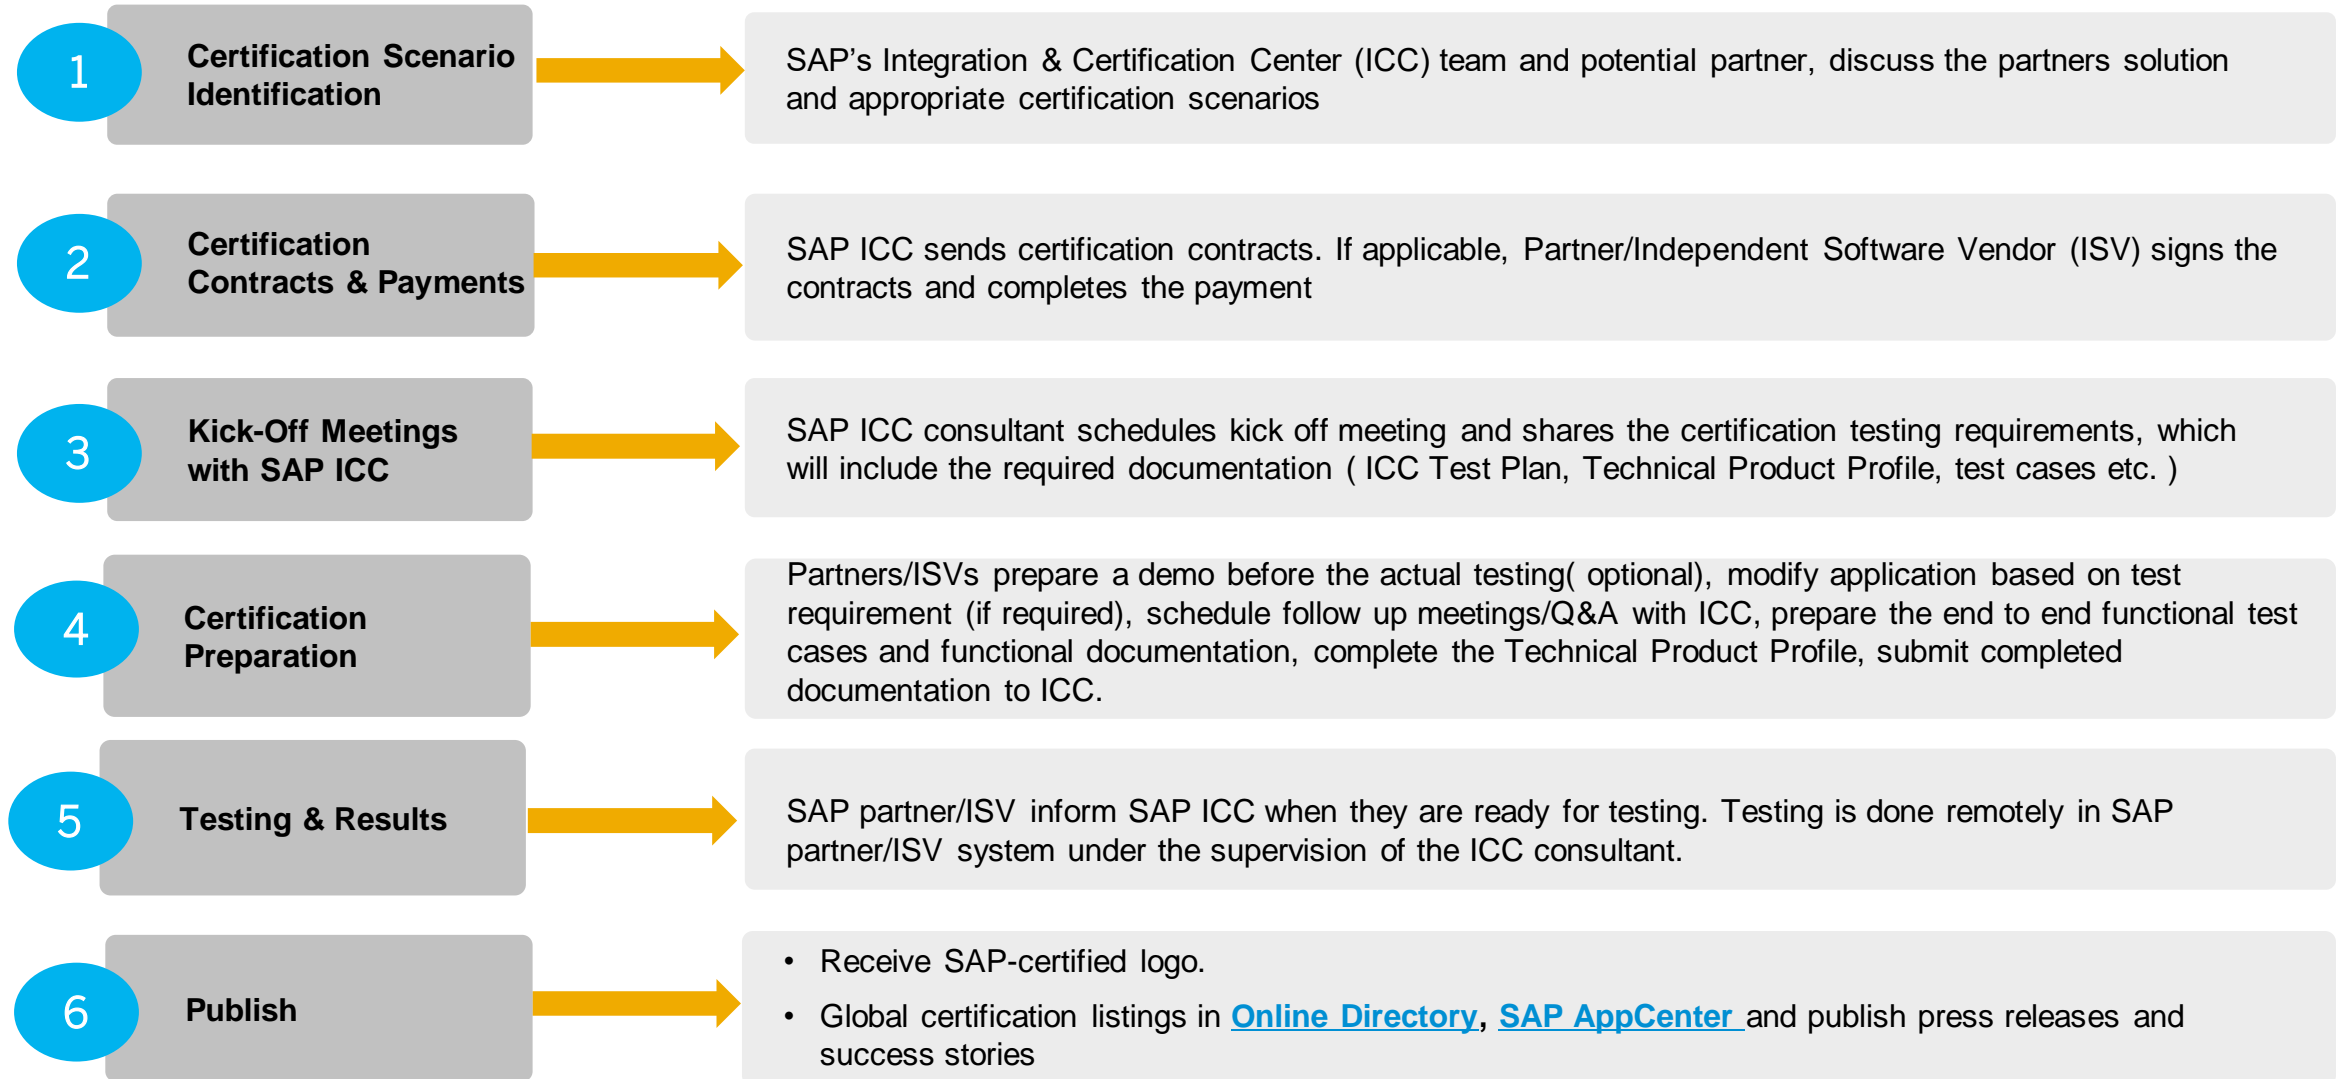 1
Certification Scenario
Identification
SAP’s Integration & Certification Center (ICC) team and potential partner, discuss the partners solution
and appropriate certification scenarios
2
Certification
Contracts & Payments
SAP ICC sends certification contracts. If applicable, Partner/Independent Software Vendor (ISV) signs the
contracts and completes the payment
3
Kick-Off Meetings
with SAP ICC
SAP ICC consultant schedules kick off meeting and shares the certification testing requirements, which
will include the required documentation ( ICC Test Plan, Technical Product Profile, test cases etc. )
4
Certification
Preparation
Partners/ISVs prepare a demo before the actual testing( optional), modify application based on test
requirement (if required), schedule follow up meetings/Q&A with ICC, prepare the end to end functional test
cases and functional documentation, complete the Technical Product Profile, submit completed
documentation to ICC.
5
Testing & Results
SAP partner/ISV inform SAP ICC when they are ready for testing. Testing is done remotely in SAP
partner/ISV system under the supervision of the ICC consultant.
6
Publish
• Receive SAP-certified logo.
• Global certification listings in Online Directory, SAP AppCenter and publish press releases and
success stories